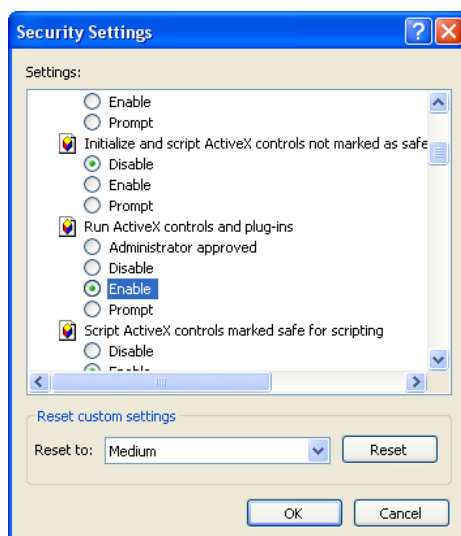 Security Settings
Settings:
Enable
Prompt
Initialize and script ActiveX controls not marked as safe
Disable
Enable
Prompt
Run ActiveX controls and plug-ins
Administrator approved
Disable
Enable
Prompt
Script ActiveX controls marked safe for scripting
Disable
Enable
Reset custom settings
Reset to: Medium Reset
OK Cancel